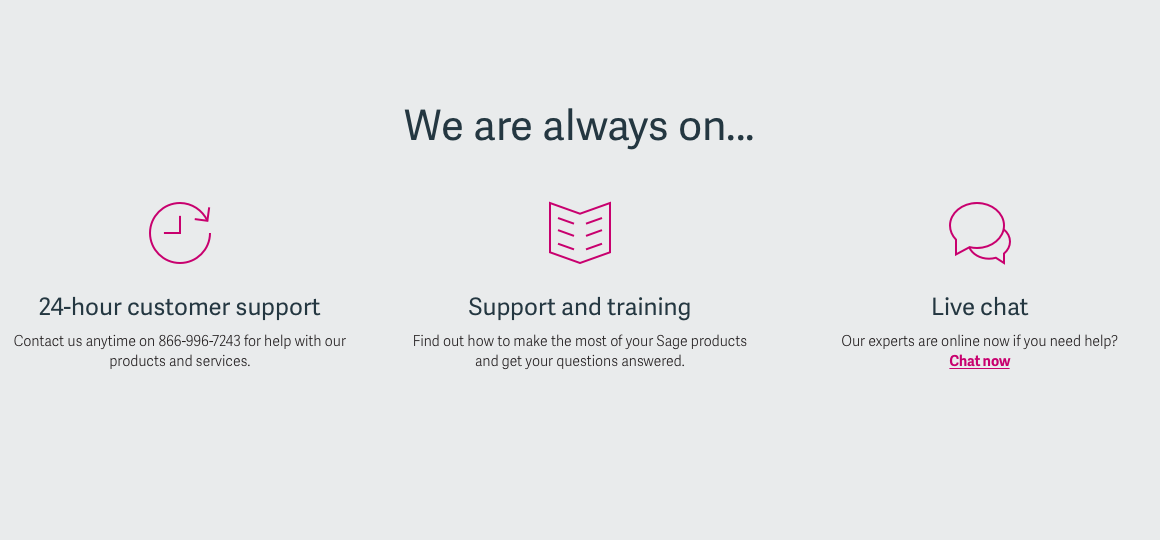 We are always on...
24-hour customer support
Contact us anytime on 866-996-7243 for help with our
products and services.
Support and training
Find out how to make the most of your Sage products
and get your questions answered.
Live chat
Our experts are online now if you need help?
Chat now